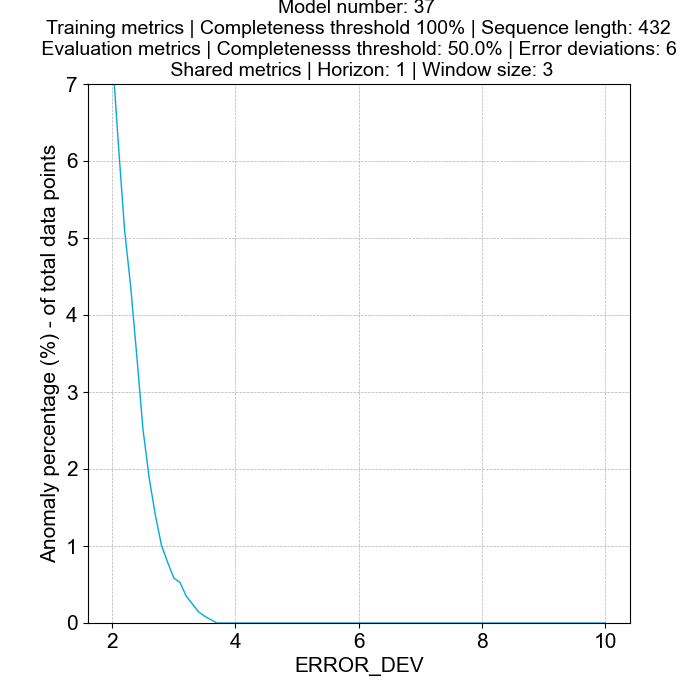 Model number: 37
Training metrics | Completeness threshold 100% | Sequence length: 432
Evaluation metrics | Completenesss threshold: 50.0% | Error deviations: 6
Shared metrics | Horizon: 1 | Window size: 3
7
6
5
4
3
2
1
0
Anomaly percentage (%) - of total data points
2 4 6 8 10
ERROR_DEV